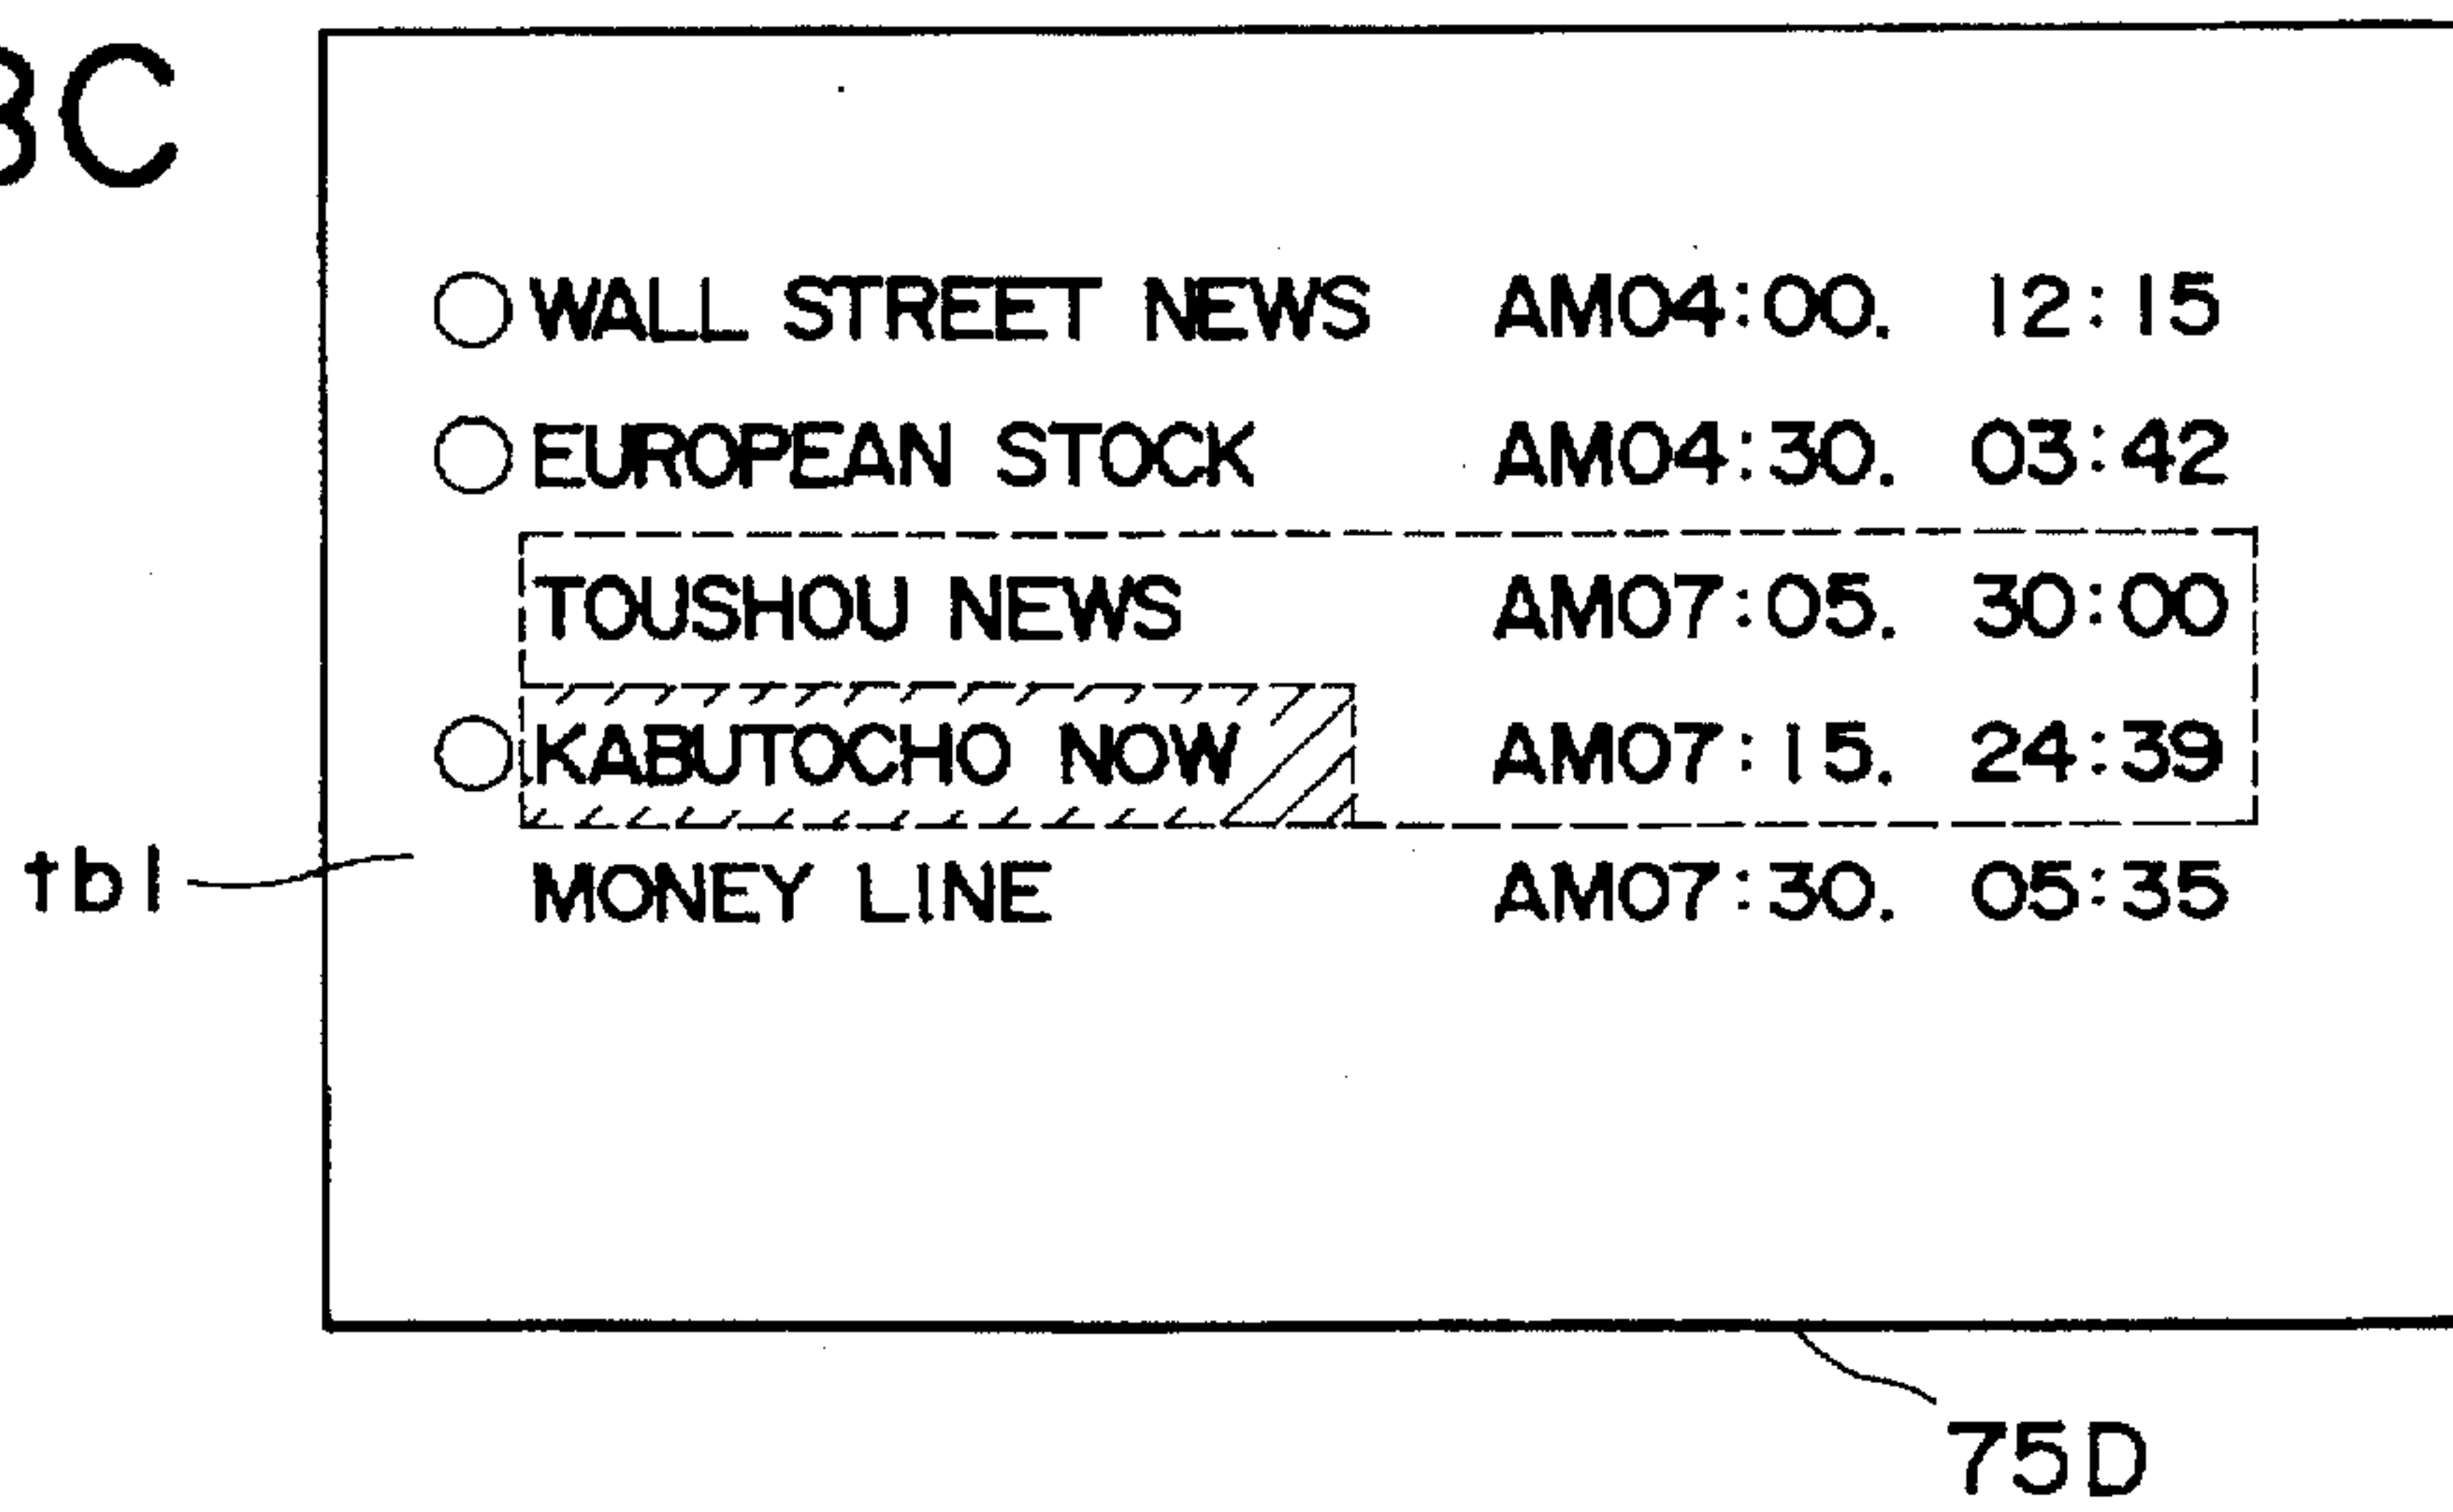 3C
WALL STREET NEWS AM04:00. 12:15
EUROPEAN STOCK AM04:30. 03:42
TOUSHOU NEWS AM07:05. 30:00
KABUTOCHO NOW AM07:15. 24:39
MONEY LINE AM07:30. 05:35
tbl
75D